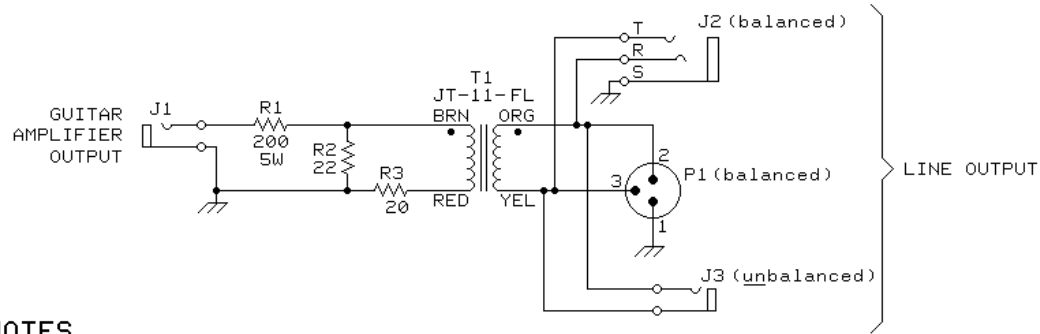 T
J2 (balanced)
R
S
T1
JT-11-FL
GUITAR
AMPLIFIER
OUTPUT
J1
R1
200
5W
R2
22
R3
20
BRN
ORG
RED
YEL
2
3
P1 (balanced)
1
LINE OUTPUT
J3 (unbalanced)
NOTES